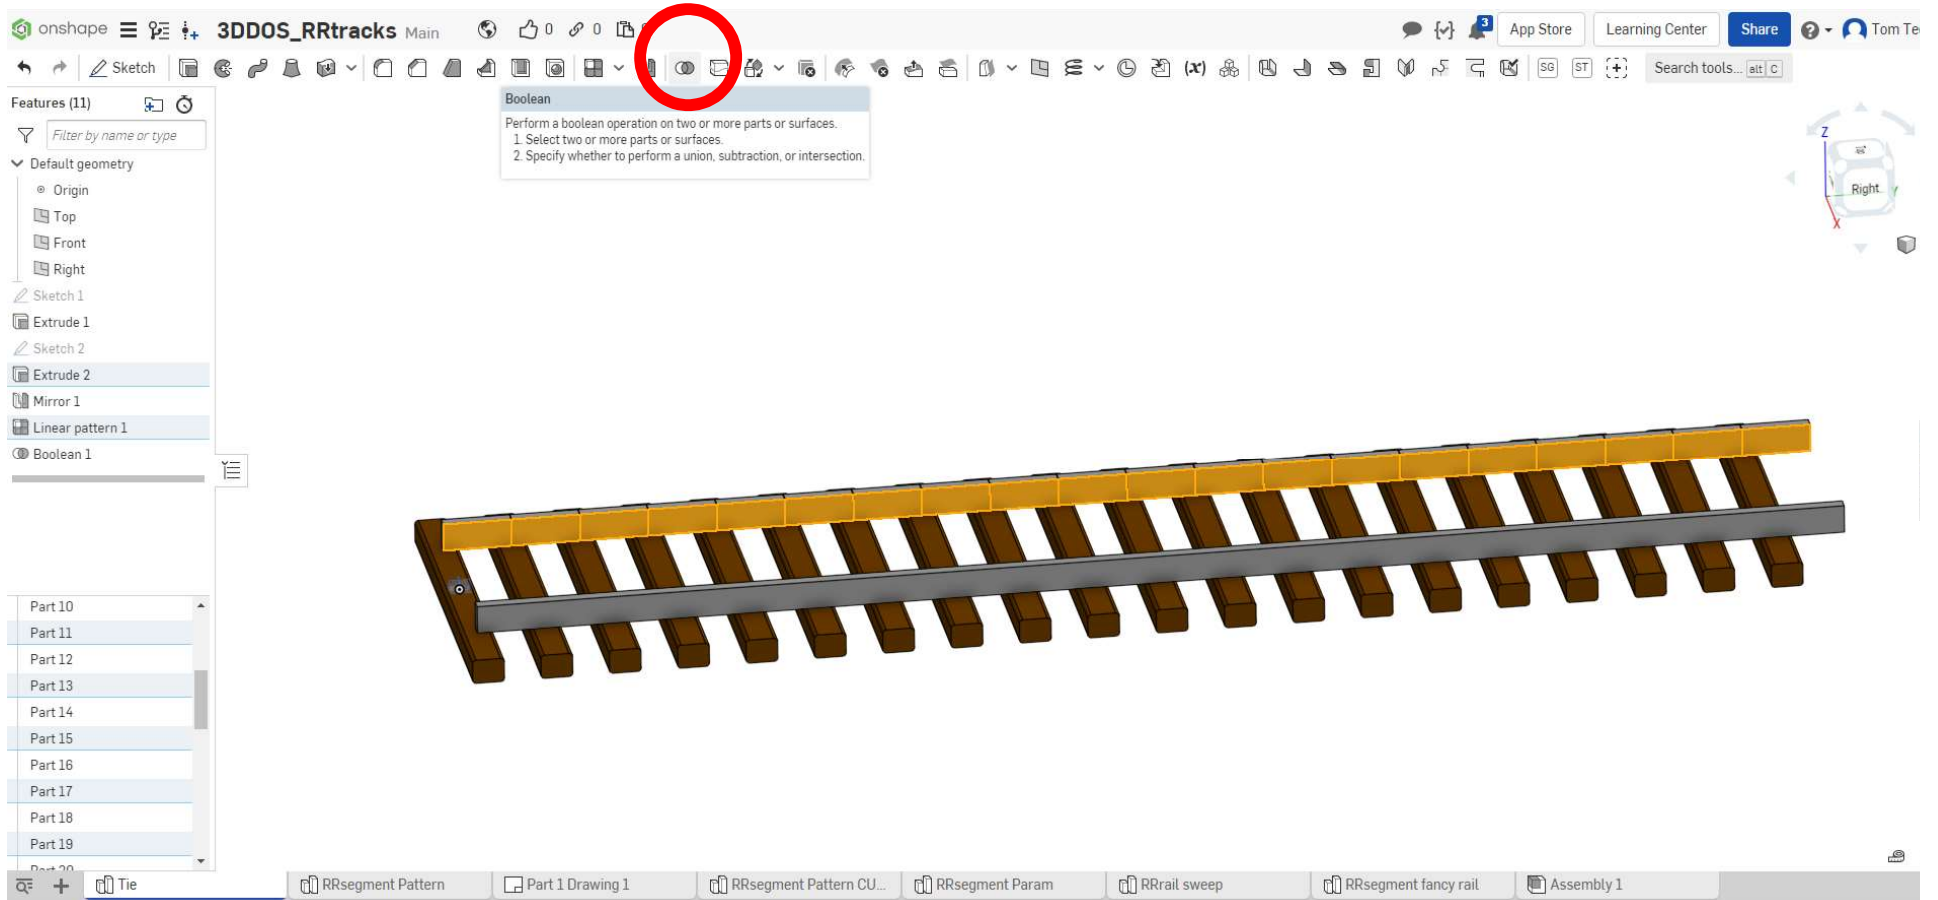 onshape 3DDOS_RRtracks Main 0 0 3 App Store Learning Center Share Tom Te
Sketch (x) SG ST Search tools... alt C
Features (11)
Filter by name or type
Default geometry
Origin
Top
Front
Right
Sketch 1
Extrude 1
Sketch 2
Extrude 2
Mirror 1
Linear pattern 1
Boolean 1
Part 10
Part 11
Part 12
Part 13
Part 14
Part 15
Part 16
Part 17
Part 18
Part 19
Part 20
Boolean
Perform a boolean operation on two or more parts or surfaces.
1. Select two or more parts or surfaces.
2. Specify whether to perform a union, subtraction, or intersection.
Z
Right
Y
X
Tie RRsegment Pattern Part 1 Drawing 1 RRsegment Pattern CU... RRsegment Param RRrail sweep RRsegment fancy rail Assembly 1